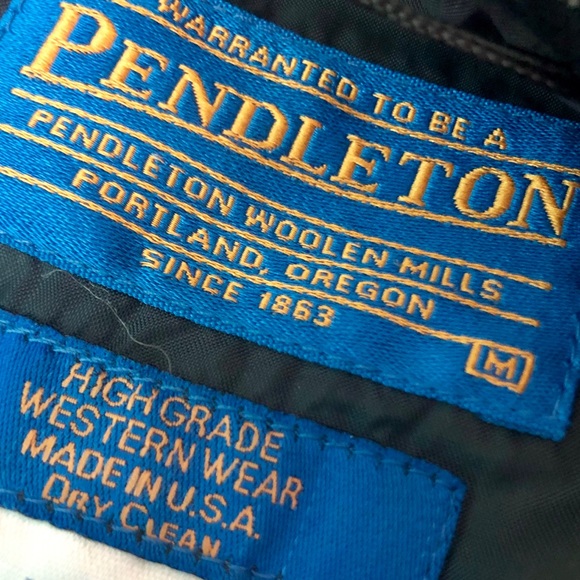 WARRANTED TO BE A
PENDLETON
PENDLETON WOOLEN MILLS
PORTLAND, OREGON
SINCE 1863
M
HIGH GRADE
WESTERN WEAR
MADE IN U.S.A.
DRY CLEAN